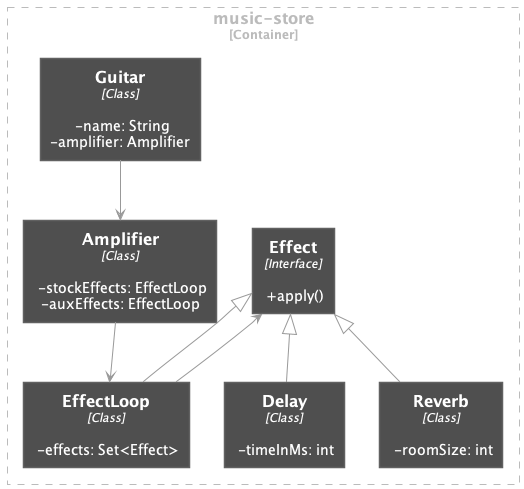 music-store
[Container]
Guitar
[Class]
-name: String
-amplifier: Amplifier
Amplifier
[Class]
-stockEffects: EffectLoop
-auxEffects: EffectLoop
Effect
[Interface]
+apply()
EffectLoop
[Class]
-effects: Set<Effect>
Delay
[Class]
-timeInMs: int
Reverb
[Class]
-roomSize: int